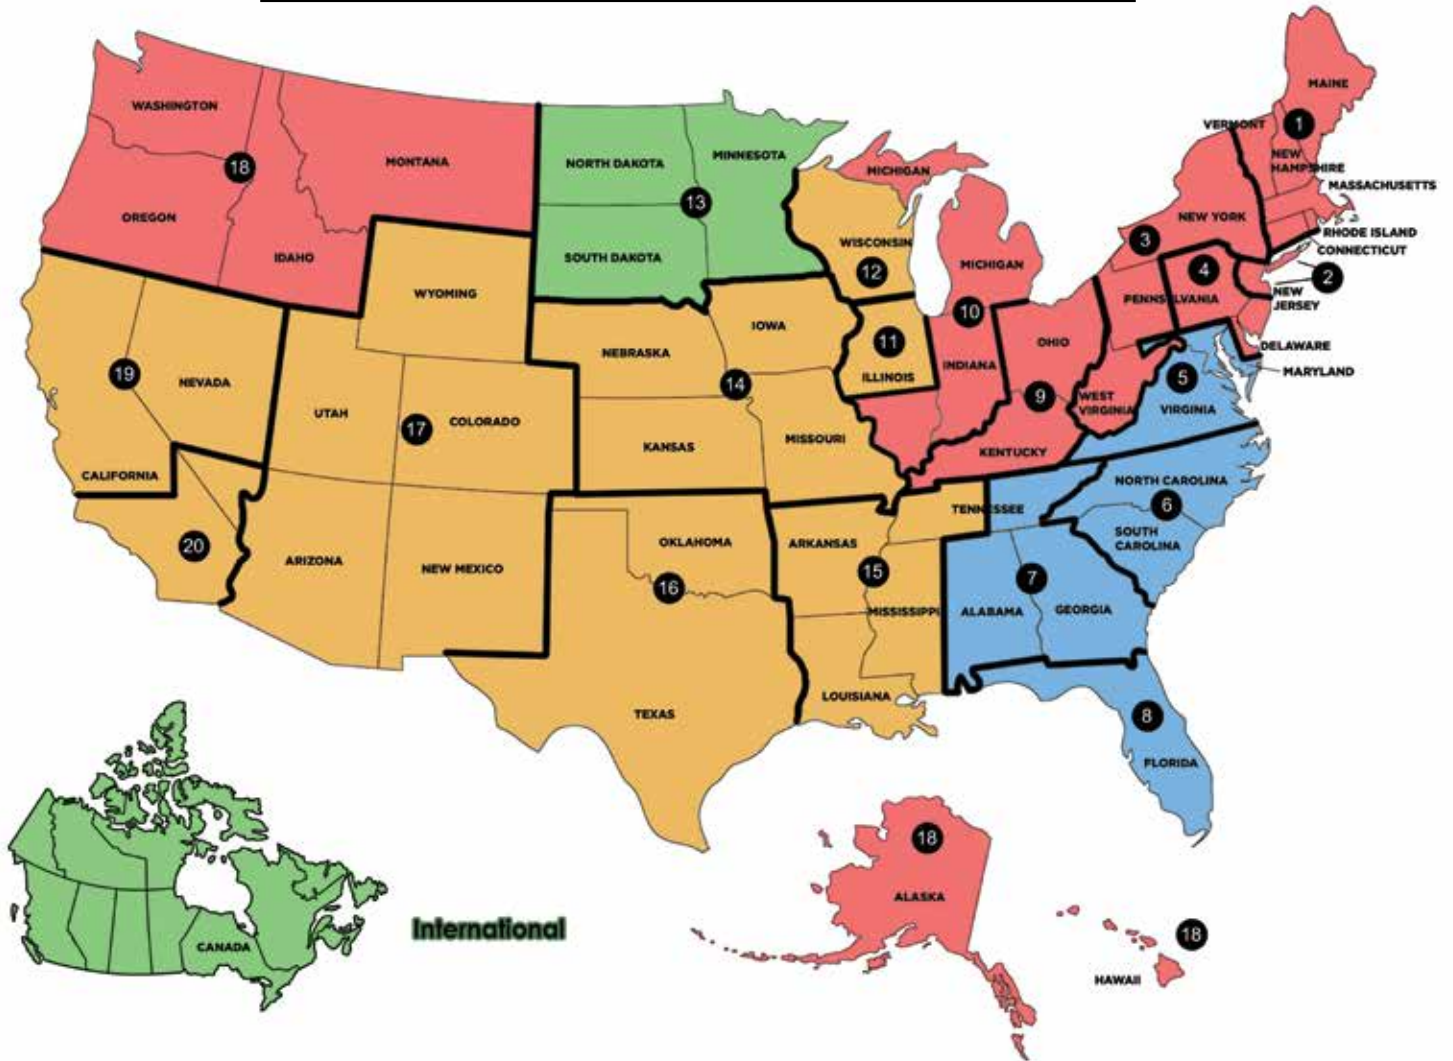 MAINE
VERMONT
1
WASHINGTON
NEW
HAMPSHIRE
MONTANA
NORTH DAKOTA
MINNESOTA
18
MICHIGAN
MASSACHUSETTS
13
OREGON
NEW YORK
RHODE ISLAND
3
WISCONSIN
CONNECTICUT
IDAHO
SOUTH DAKOTA
12
MICHIGAN
4
2
WYOMING
PENNSYLVANIA
NEW
JERSEY
10
IOWA
11
OHIO
DELAWARE
NEBRASKA
INDIANA
MARYLAND
19
NEVADA
14
ILLINOIS
5
9
WEST
VIRGINIA
VIRGINIA
UTAH
17
COLORADO
KANSAS
MISSOURI
KENTUCKY
CALIFORNIA
NORTH CAROLINA
6
TENNESSEE
20
ARIZONA
NEW MEXICO
OKLAHOMA
ARKANSAS
SOUTH
CAROLINA
16
15
7
MISSISSIPPI
ALABAMA
GEORGIA
LOUISIANA
TEXAS
8
FLORIDA
18
ALASKA
International
CANADA
18
HAWAII